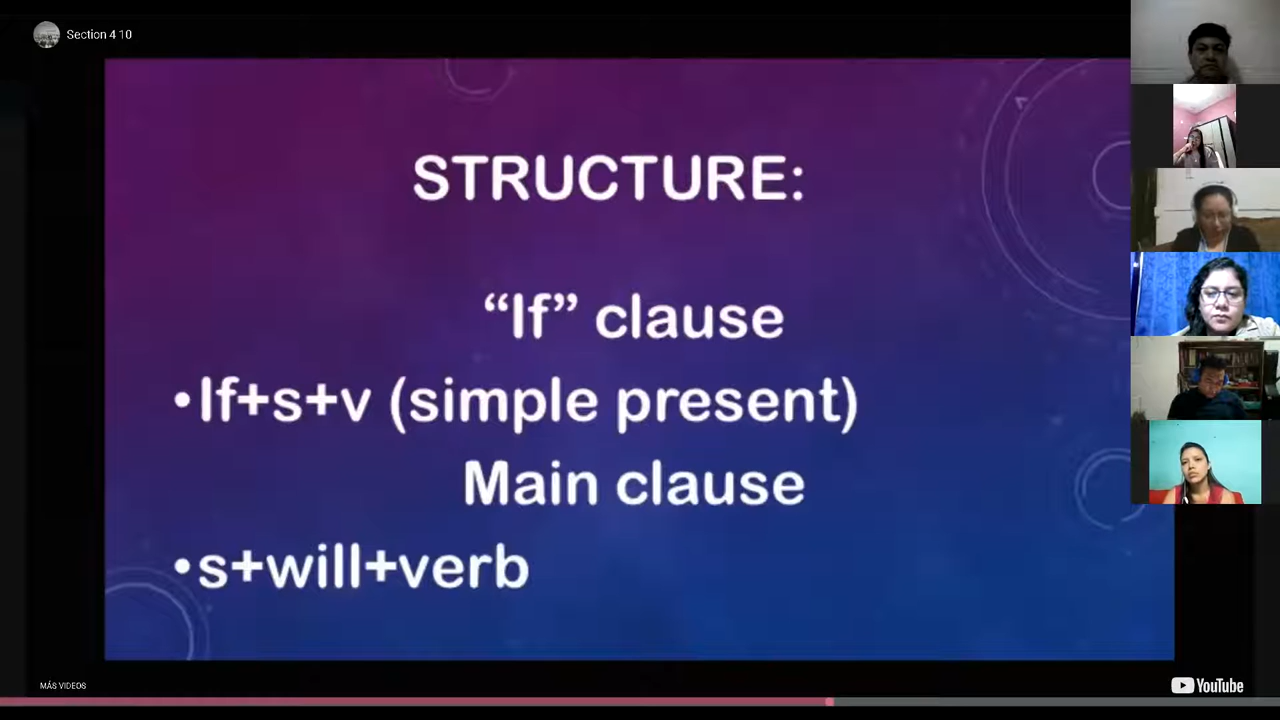 Section 4 10
STRUCTURE:
“If” clause
•If+s+v (simple present)
Main clause
•s+will+verb
MÁS VIDEOS
YouTube